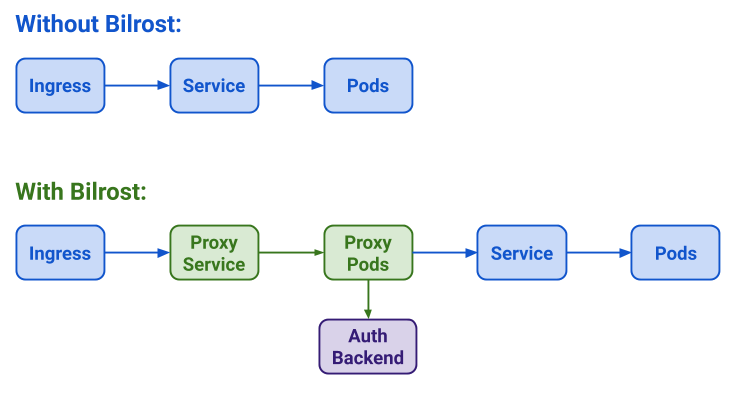 Without Bilrost:
Ingress
Service
Pods
With Bilrost:
Ingress
Proxy
Service
Proxy
Pods
Service
Pods
Auth
Backend